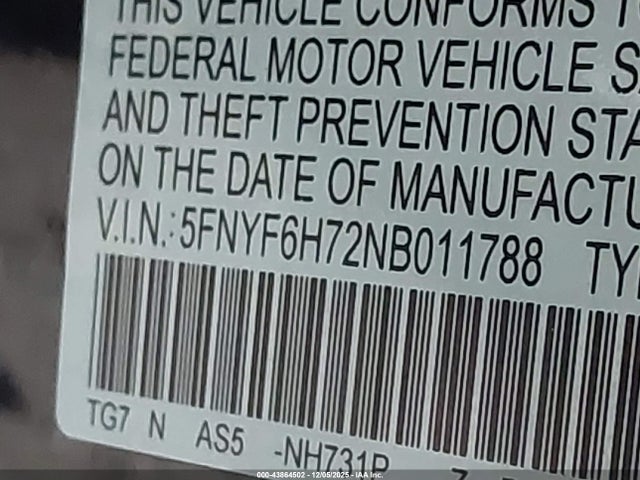 THIS VEHICLE CONFORMS
FEDERAL MOTOR VEHICLE
AND THEFT PREVENTION
ON THE DATE OF
V.I.N.: 5FNYF6H72NB011788
TG7 N AS5 -NH731P
000-43864502 - 12/05/2025 - IAA Inc.